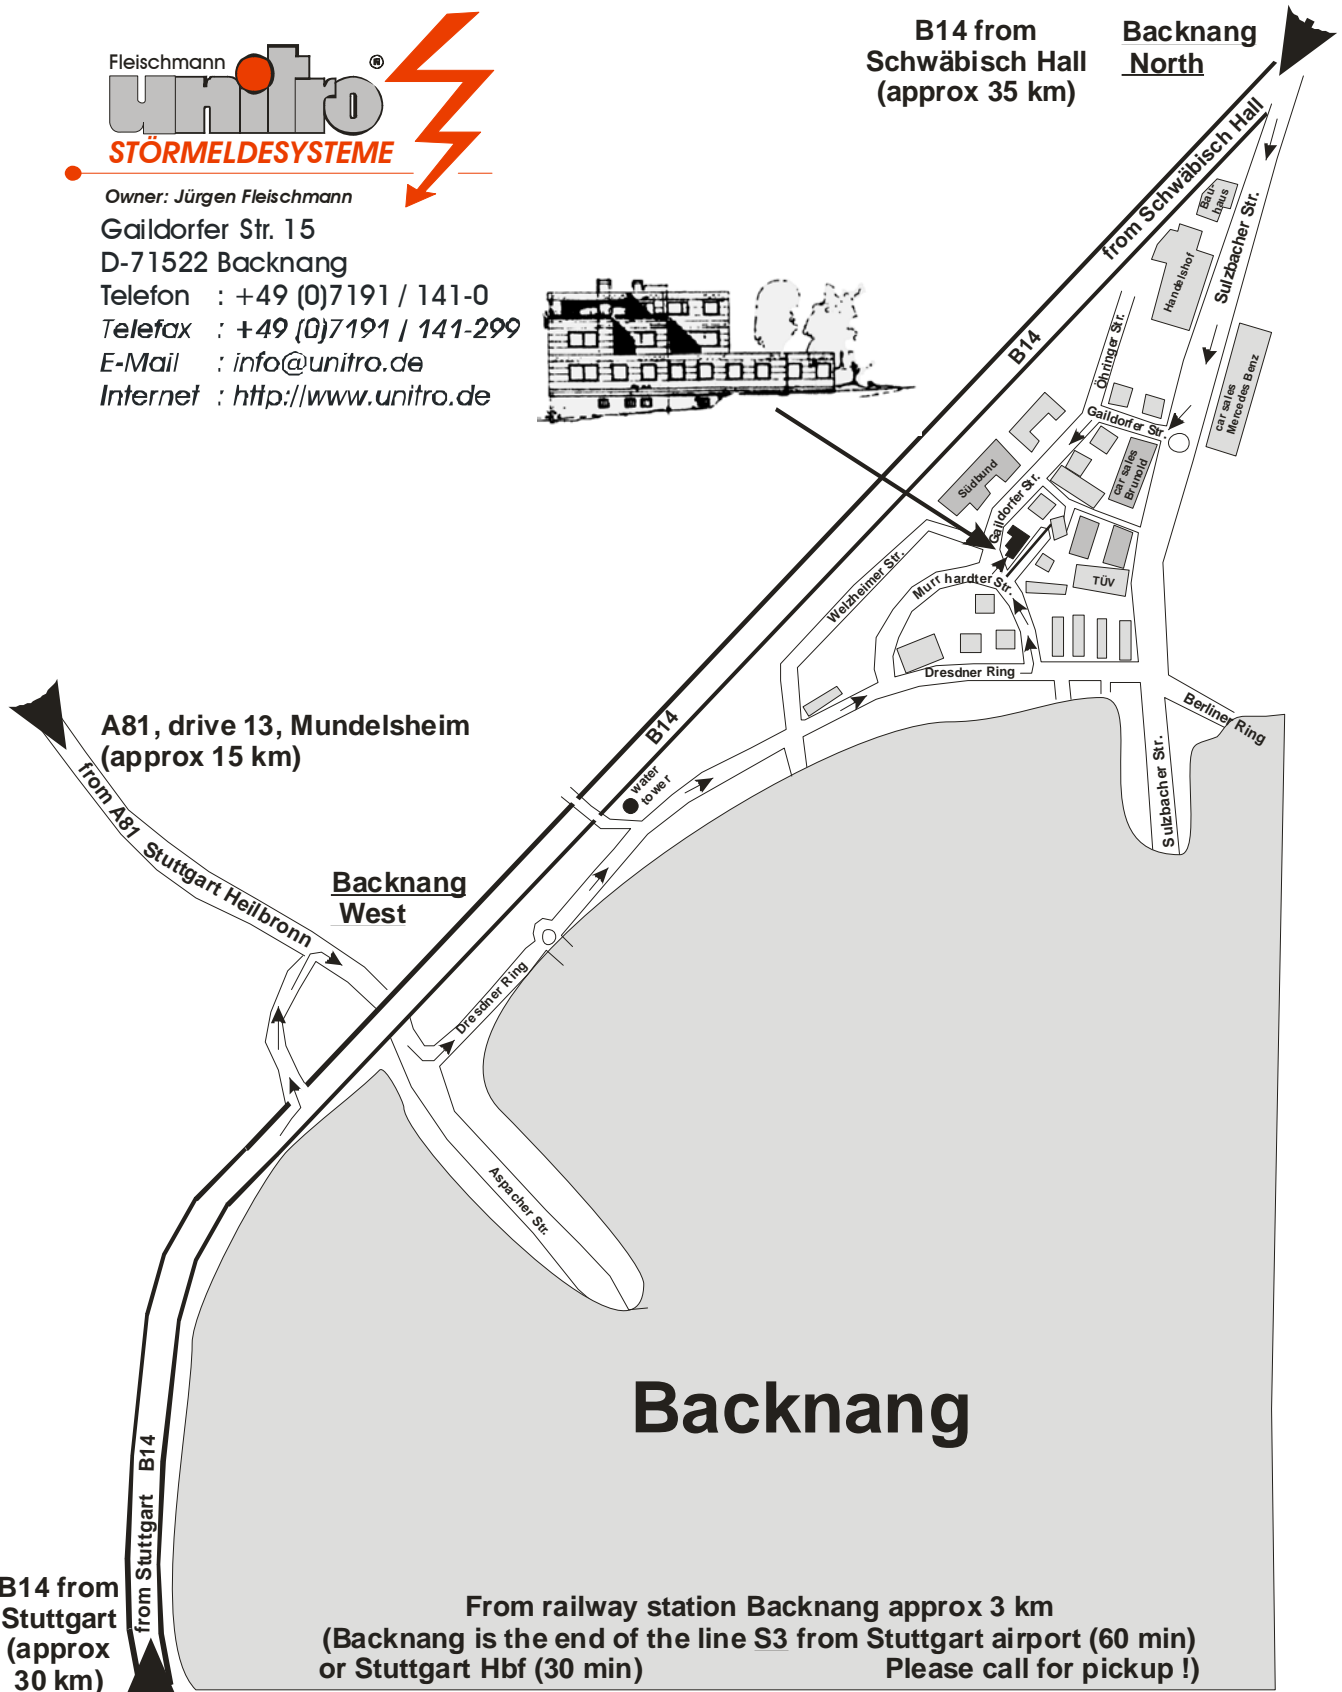 Fleischmann
unitro®
STÖRMELDESYSTEME
Owner: Jürgen Fleischmann
Gaildorfer Str. 15
D-71522 Backnang
Telefon : +49 (0)7191 / 141-0
Telefax : +49 (0)7191 / 141-299
E-Mail : info@unitro.de
Internet : http://www.unitro.de
B14 from
Schwäbisch Hall
(approx 35 km)
Backnang
North
from Schwäbisch Hall
B14
Bau-
haus
Handelshof
Sulzbacher Str.
Öhringer Str.
car sales
Mercedes Benz
Gaildorfer Str.
car sales
Brunold
Südbund
Gaildorfer Str.
Welzheimer Str.
Murrhardter Str.
TÜV
Dresdner Ring
Berliner Ring
Sulzbacher Str.
B14
water
tower
A81, drive 13, Mundelsheim
(approx 15 km)
from A81 Stuttgart Heilbronn
Backnang
West
Dresdner Ring
Aspacher Str.
Backnang
from Stuttgart B14
B14 from
Stuttgart
(approx
30 km)
From railway station Backnang approx 3 km
(Backnang is the end of the line S3 from Stuttgart airport (60 min)
or Stuttgart Hbf (30 min) Please call for pickup !)